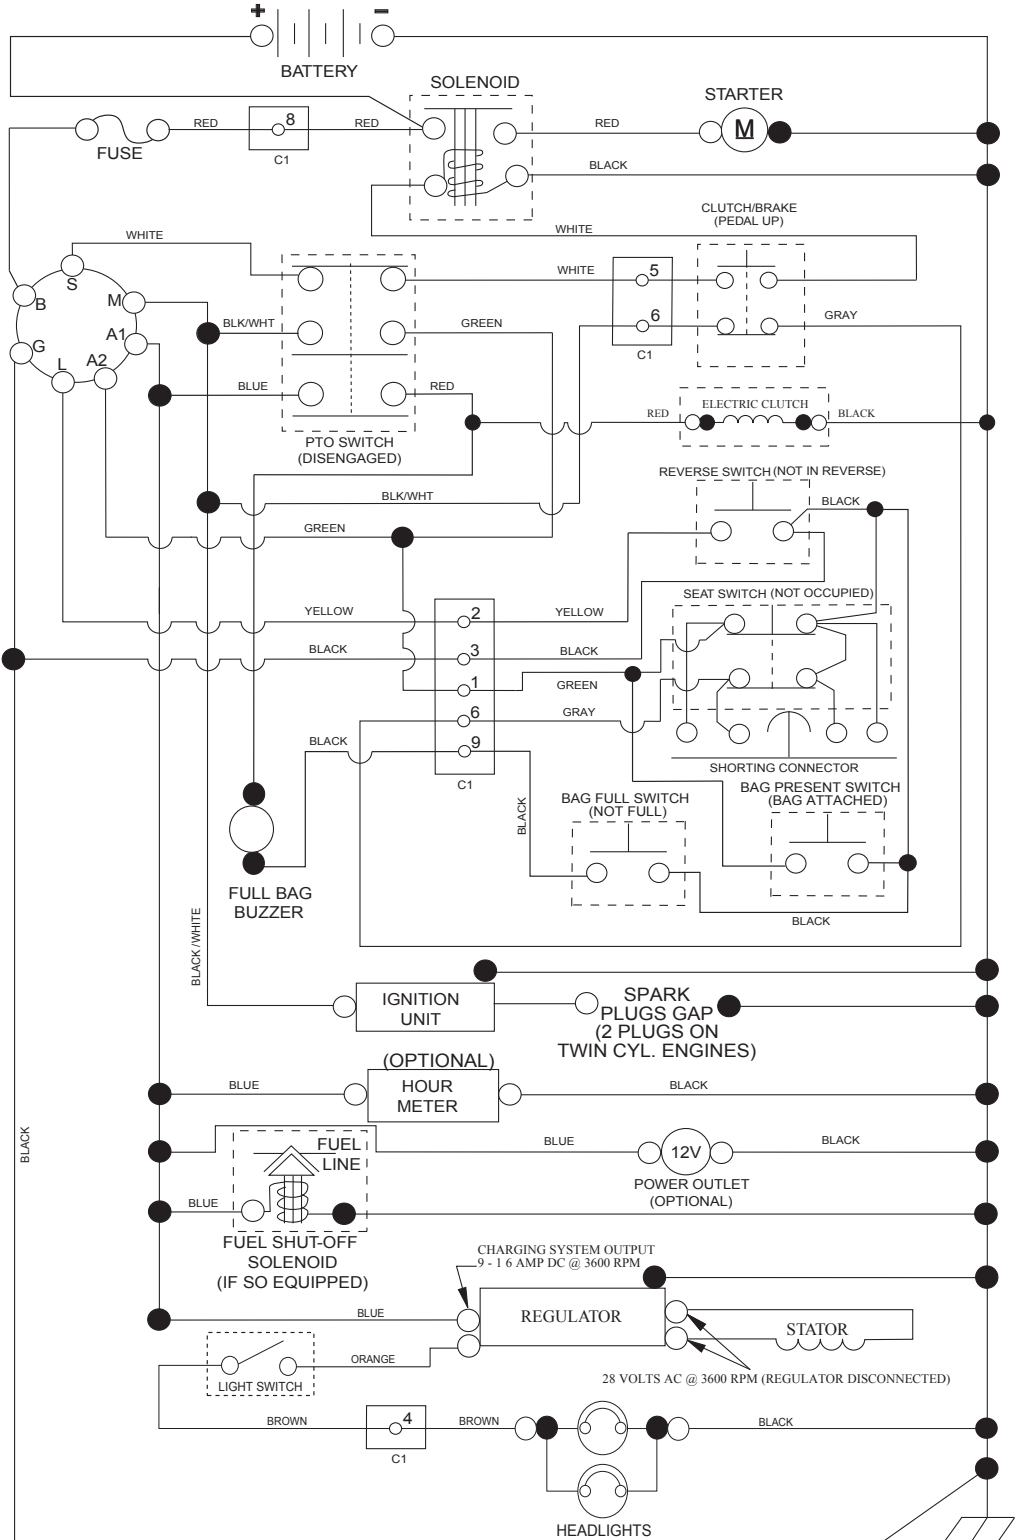 + -
BATTERY
SOLENOID
STARTER
M
RED
8
RED
RED
FUSE
C1
BLACK
CLUTCH/BRAKE
(PEDAL UP)
WHITE
WHITE
S
B
M
A1
G
L
A2
WHITE
5
BLK/WHT
GREEN
6
GRAY
C1
BLUE
RED
RED
ELECTRIC CLUTCH
BLACK
PTO SWITCH
(DISENGAGED)
REVERSE SWITCH (NOT IN REVERSE)
BLK/WHT
BLACK
GREEN
SEAT SWITCH (NOT OCCUPIED)
YELLOW
2
YELLOW
BLACK
3
BLACK
1
GREEN
6
GRAY
BLACK
9
C1
SHORTING CONNECTOR
BAG PRESENT SWITCH
(BAG ATTACHED)
BAG FULL SWITCH
(NOT FULL)
BLACK
FULL BAG
BUZZER
BLACK
BLACK /WHITE
IGNITION
UNIT
SPARK
PLUGS GAP
(2 PLUGS ON
TWIN CYL. ENGINES)
(OPTIONAL)
HOUR
METER
BLUE
BLACK
BLACK
FUEL
LINE
BLUE
12V
BLACK
POWER OUTLET
(OPTIONAL)
BLUE
FUEL SHUT-OFF
SOLENOID
(IF SO EQUIPPED)
CHARGING SYSTEM OUTPUT
9 - 1 6 AMP DC @ 3600 RPM
BLUE
REGULATOR
STATOR
ORANGE
LIGHT SWITCH
28 VOLTS AC @ 3600 RPM (REGULATOR DISCONNECTED)
BROWN
4
BROWN
BLACK
C1
HEADLIGHTS